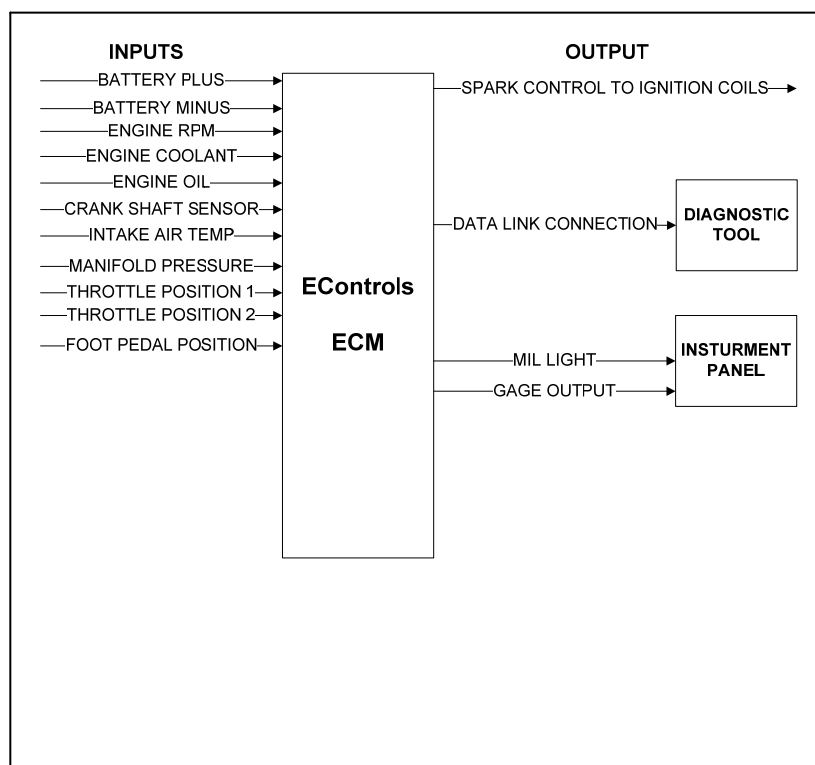 INPUTS
BATTERY PLUS
BATTERY MINUS
ENGINE RPM
ENGINE COOLANT
ENGINE OIL
CRANK SHAFT SENSOR
INTAKE AIR TEMP
MANIFOLD PRESSURE
THROTTLE POSITION 1
THROTTLE POSITION 2
FOOT PEDAL POSITION
EControls
ECM
OUTPUT
SPARK CONTROL TO IGNITION COILS
DATA LINK CONNECTION
DIAGNOSTIC
TOOL
MIL LIGHT
GAGE OUTPUT
INSTURMENT
PANEL